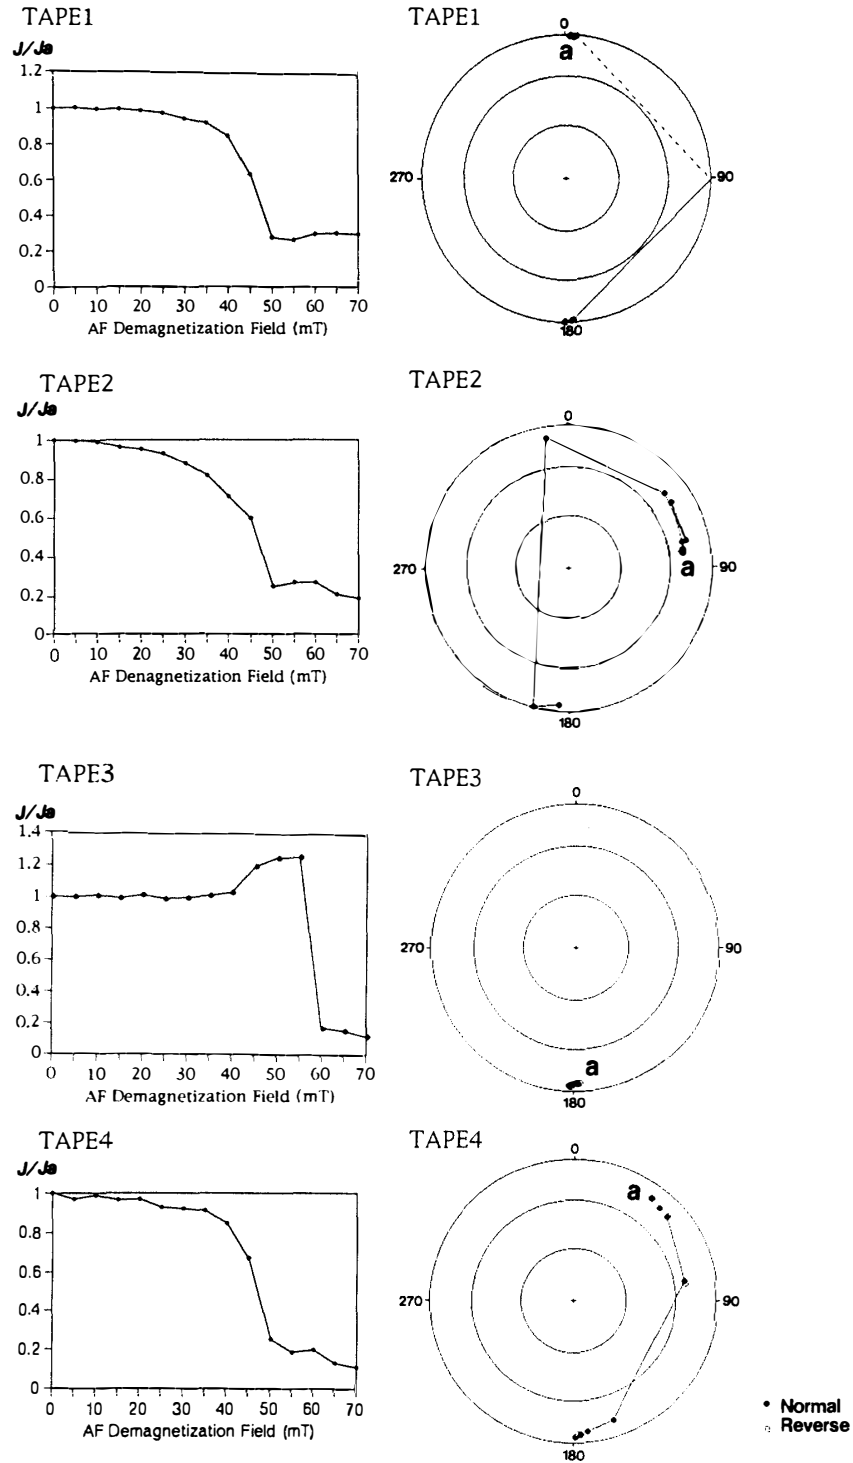 TAPE1
J/Ja
1.2
1
0.8
0.6
0.4
0.2
0
0 10 20 30 40 50 60 70
AF Demagnetization Field (mT)
TAPE1
0
a
270
90
180
TAPE2
J/Ja
1
0.8
0.6
0.4
0.2
0
0 10 20 30 40 50 60 70
AF Denagnetization Field (mT)
TAPE2
0
270
a
90
180
TAPE3
J/Ja
1.4
1.2
1
0.8
0.6
0.4
0.2
0
0 10 20 30 40 50 60 70
AF Demagnetization Field (mT)
TAPE3
0
270
90
a
180
TAPE4
J/Ja
1
0.8
0.6
0.4
0.2
0
0 10 20 30 40 50 60 70
AF Demagnetization Field (mT)
TAPE4
0
a
270
90
180
Normal
Reverse